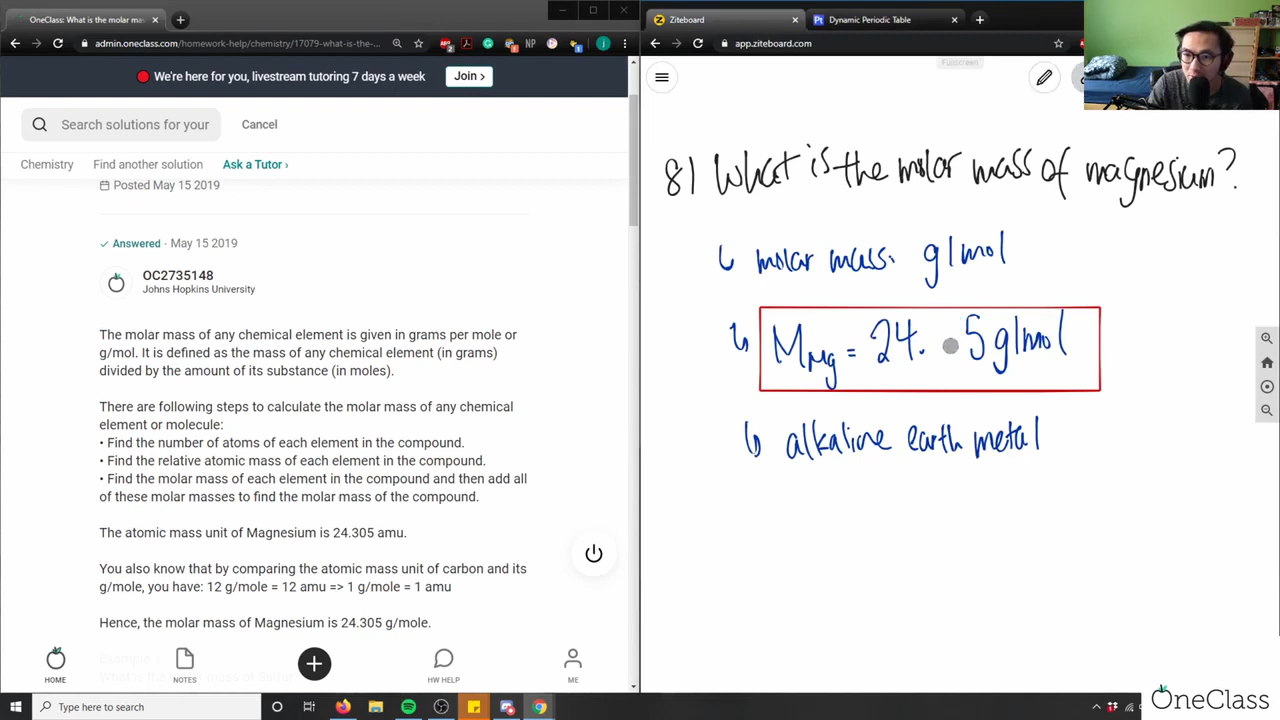 OneClass: What is the molar mas
Ziteboard
Dynamic Periodic Table
admin.oneclass.com/homework-help/chemistry/17079-what-is-the-...
app.ziteboard.com
Fullscreen
We're here for you, livestream tutoring 7 days a week
Join ›
Search solutions for your
Cancel
Chemistry
Find another solution
Ask a Tutor ›
Posted May 15 2019
✓ Answered · May 15 2019
OC2735148
Johns Hopkins University
The molar mass of any chemical element is given in grams per mole or
g/mol. It is defined as the mass of any chemical element (in grams)
divided by the amount of its substance (in moles).
There are following steps to calculate the molar mass of any chemical
element or molecule:
• Find the number of atoms of each element in the compound.
• Find the relative atomic mass of each element in the compound.
• Find the molar mass of each element in the compound and then add all
of these molar masses to find the molar mass of the compound.
The atomic mass unit of Magnesium is 24.305 amu.
You also know that by comparing the atomic mass unit of carbon and its
g/mole, you have: 12 g/mole = 12 amu => 1 g/mole = 1 amu
Hence, the molar mass of Magnesium is 24.305 g/mole.
Example:
What is the molar mass of Sulfur
HOME
NOTES
HW HELP
ME
8) What is the molar mass of magnesium?
↳ molar mass: g/mol
↳ M Mg = 24. 5 g/mol
↳ alkaline earth metal
Type here to search
OneClass